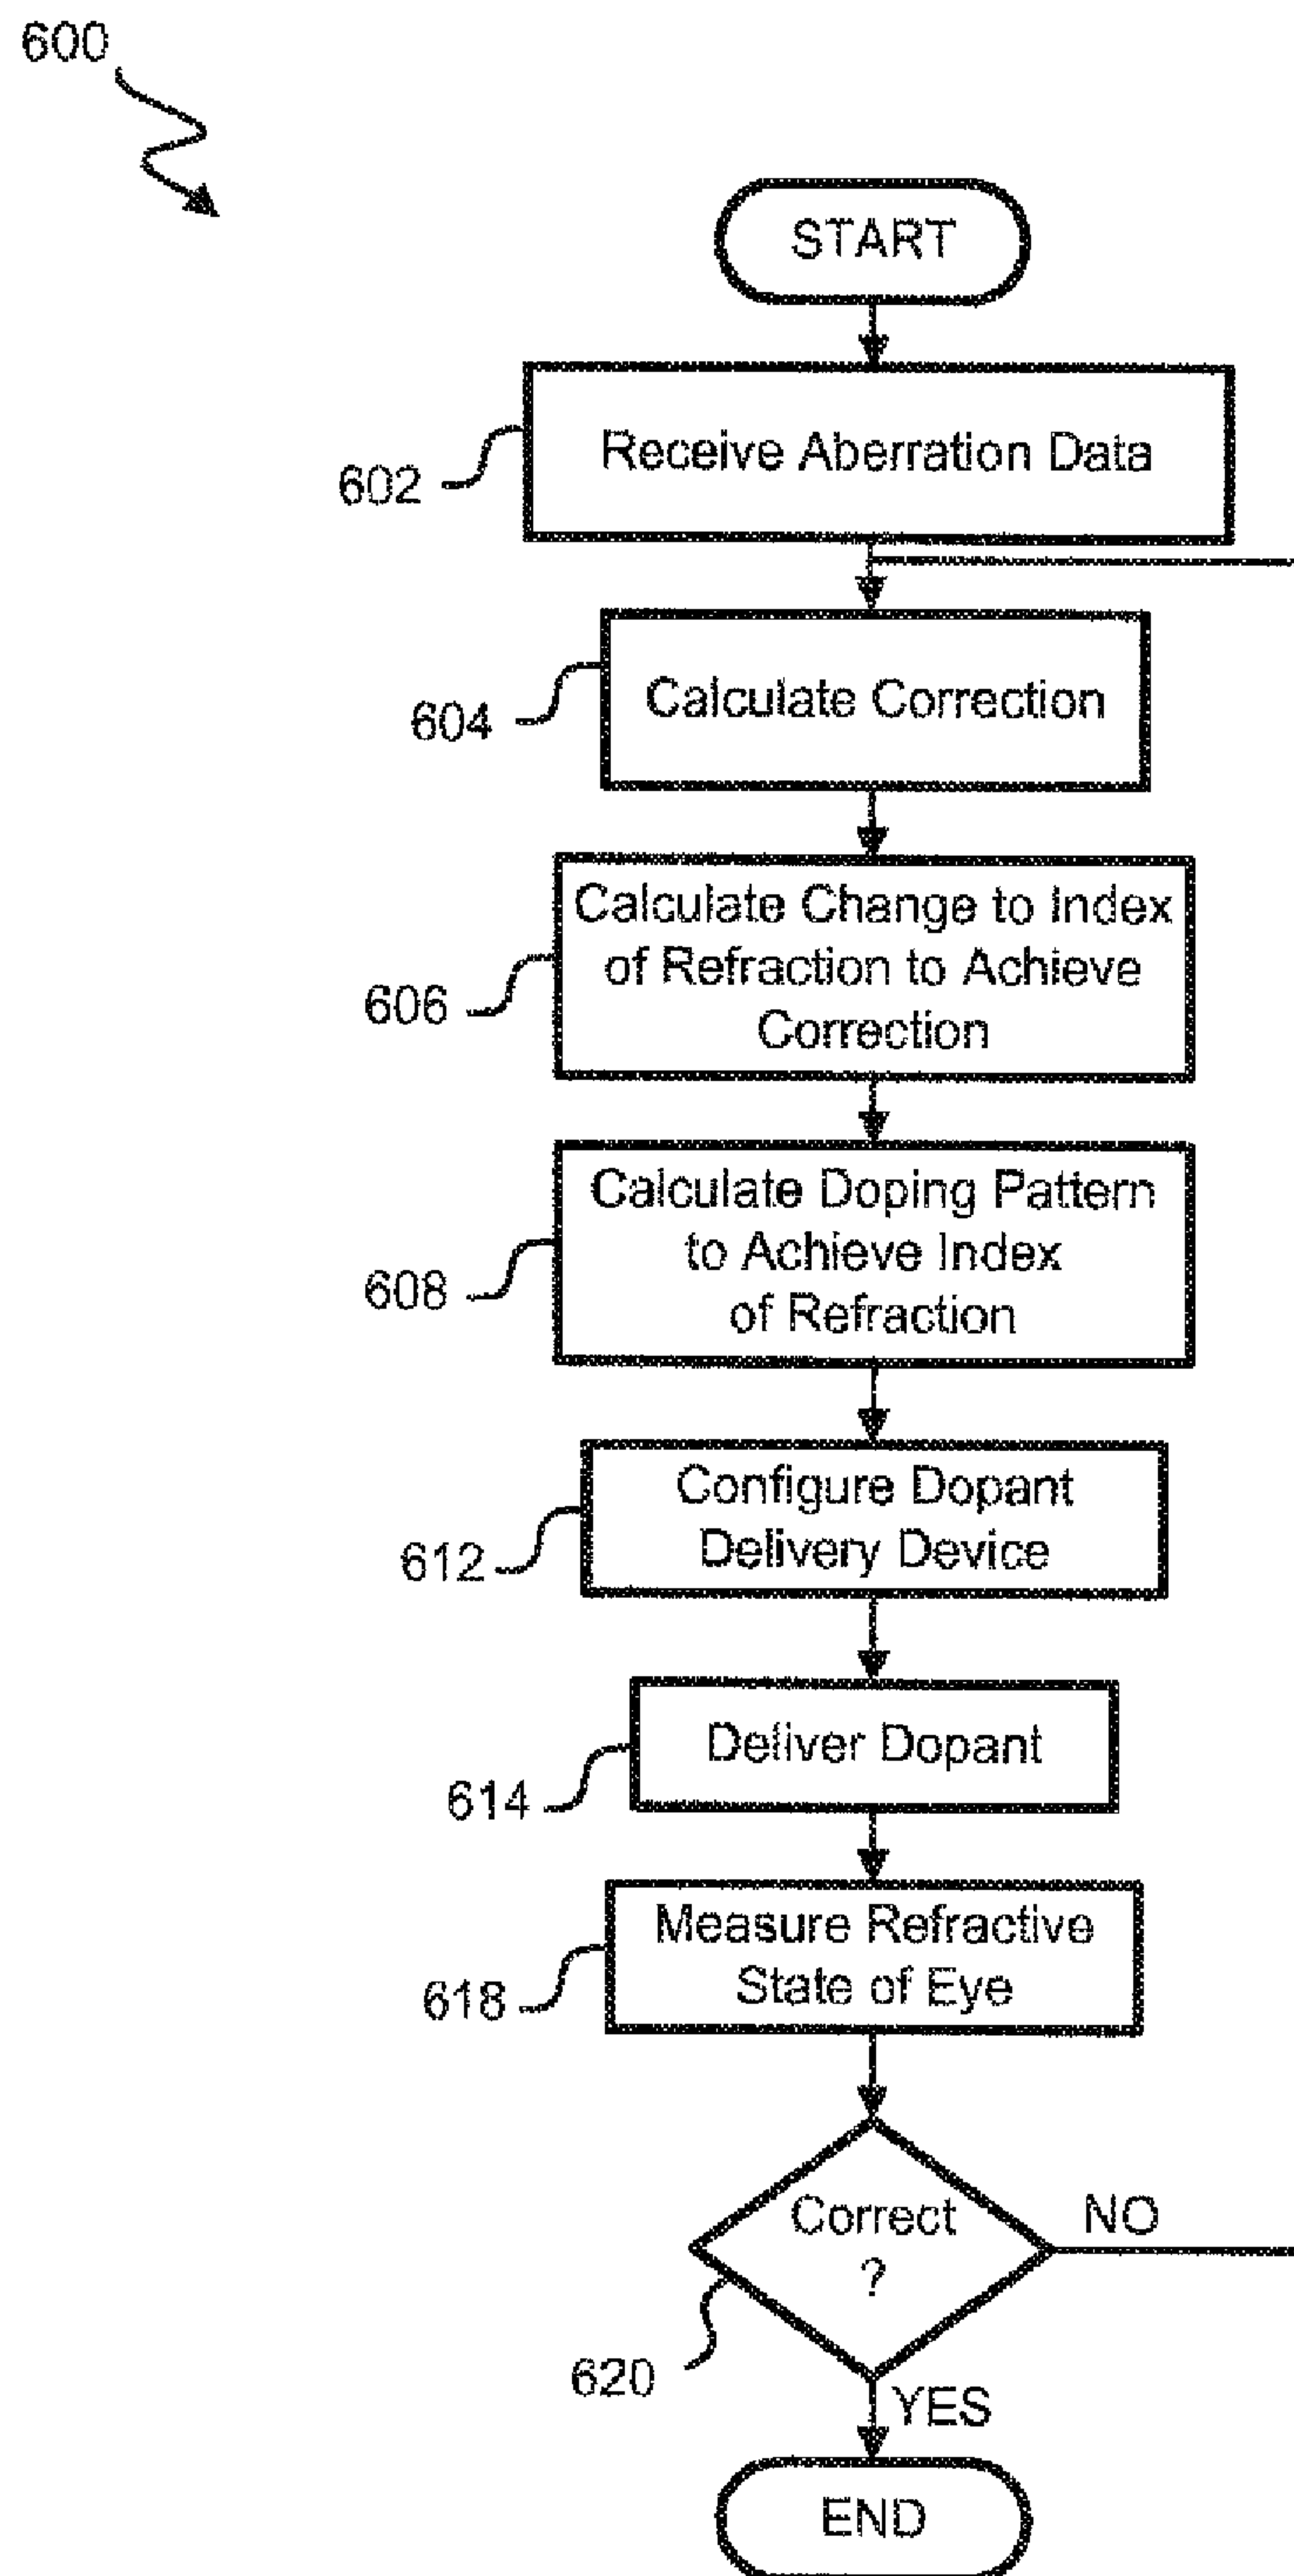 600
START
Receive Aberration Data
602
Calculate Correction
604
Calculate Change to Index
of Refraction to Achieve
Correction
606
Calculate Doping Pattern
to Achieve Index
of Refraction
608
Configure Dopant
Delivery Device
612
Deliver Dopant
614
Measure Refractive
State of Eye
618
Correct
?
NO
620
YES
END